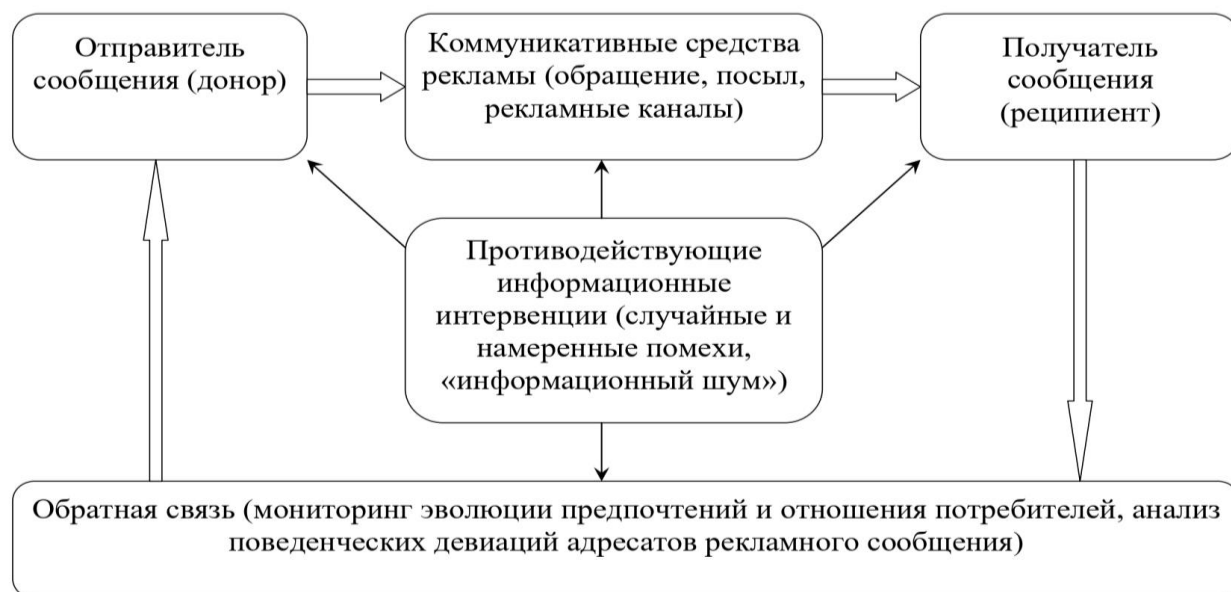 Отправитель
сообщения (донор)
Коммуникативные средства
рекламы (обращение, посыл,
рекламные каналы)
Получатель
сообщения
(реципиент)
Противодействующие
информационные
интервенции (случайные и
намеренные помехи,
«информационный шум»)
Обратная связь (мониторинг эволюции предпочтений и отношения потребителей, анализ
поведенческих девиаций адресатов рекламного сообщения)